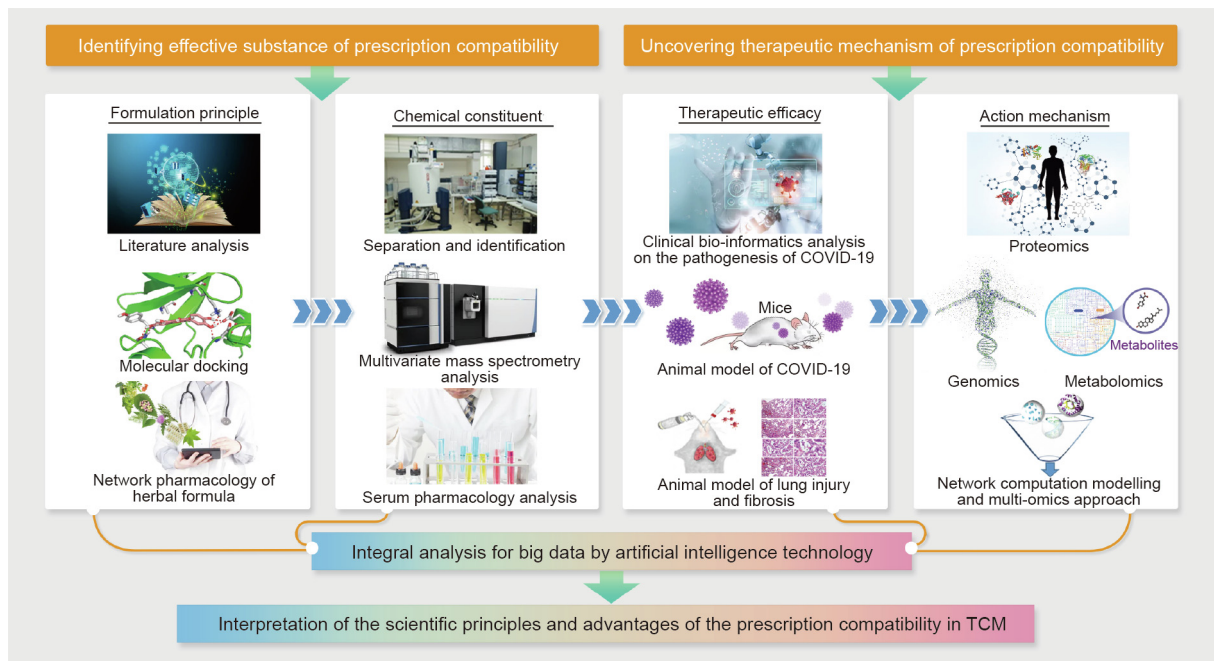 Identifying effective substance of prescription compatibility
Uncovering therapeutic mechanism of prescription compatibility
Formulation principle
Literature analysis
Molecular docking
Network pharmacology of
herbal formula
Chemical constituent
Separation and identification
Multivariate mass spectrometry
analysis
Serum pharmacology analysis
Therapeutic efficacy
Clinical bio-informatics analysis
on the pathogenesis of COVID-19
Mice
Animal model of COVID-19
Animal model of lung injury
and fibrosis
Action mechanism
Proteomics
Metabolites
Genomics
Metabolomics
Network computation modelling
and multi-omics approach
Integral analysis for big data by artificial intelligence technology
Interpretation of the scientific principles and advantages of the prescription compatibility in TCM